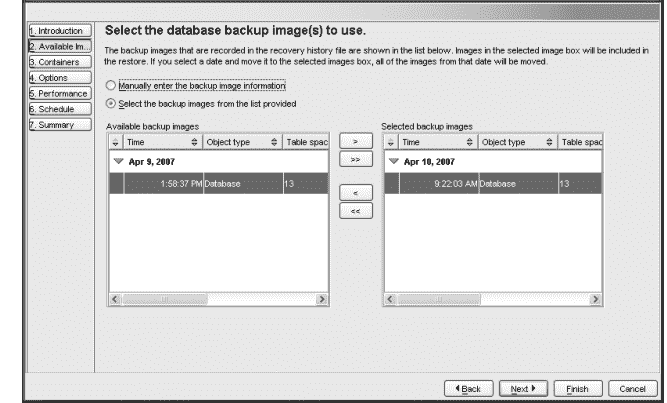 1. Introduction
2. Available Im...
3. Containers
4. Options
5. Performance
6. Schedule
7. Summary
Select the database backup image(s) to use.
The backup images that are recorded in the recovery history file are shown in the list below. Images in the selected image box will be included in
the restore. If you select a date and move it to the selected images box, all of the images from that date will be moved.
Manually enter the backup image information
Select the backup images from the list provided
Available backup images
Time Object type Table spac
Apr 9, 2007
1:58:37 PM Database 13
>
>>
<
<<
Selected backup images
Time Object type Table spac
Apr 10, 2007
9:22:03 AM Database 13
Back Next Finish Cancel